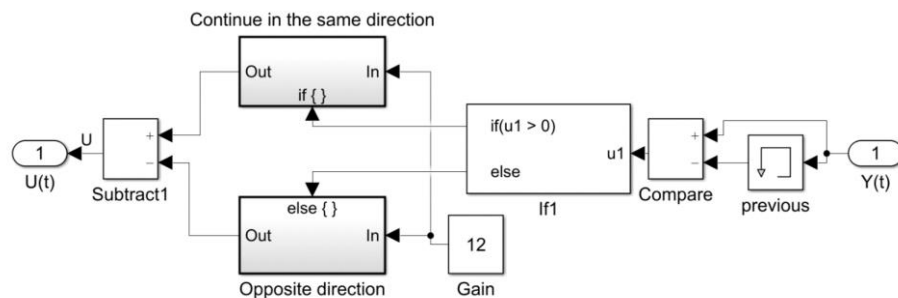 Continue in the same direction
Out
In
if { }
if(u1 > 0)
else
u1
If1
+
−
Compare
previous
1
Y(t)
1
U(t)
U
+
−
Subtract1
else { }
Out
In
Opposite direction
12
Gain